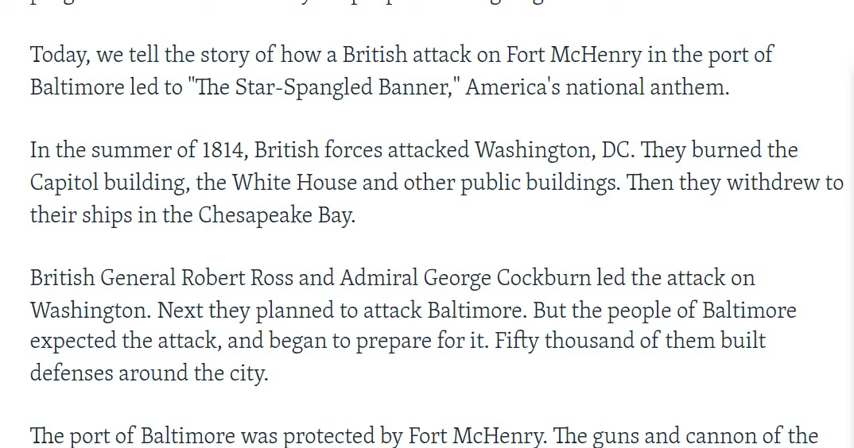 Today, we tell the story of how a British attack on Fort McHenry in the port of
Baltimore led to "The Star-Spangled Banner," America's national anthem.
In the summer of 1814, British forces attacked Washington, DC. They burned the
Capitol building, the White House and other public buildings. Then they withdrew to
their ships in the Chesapeake Bay.
British General Robert Ross and Admiral George Cockburn led the attack on
Washington. Next they planned to attack Baltimore. But the people of Baltimore
expected the attack, and began to prepare for it. Fifty thousand of them built
defenses around the city.
The port of Baltimore was protected by Fort McHenry. The guns and cannon of the